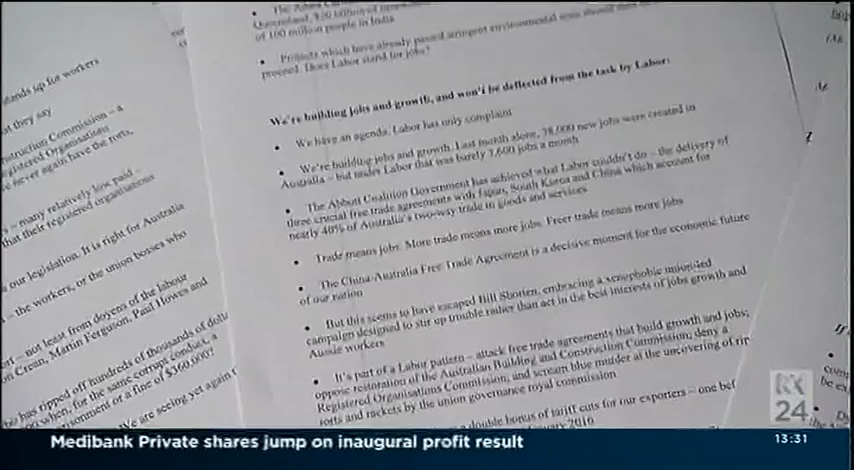 • The Adani
Queensland,
of 100 million people in India
• Projects which have already passed stringent environmental
proceed. Does Labor stand for jobs?
We're building jobs and growth, and won't be deflected from the task by Labor:
• We have an agenda. Labor has only complaint
• We're building jobs and growth. Last month alone, 38,000 new jobs were created in
Australia – but under Labor that was barely 3,600 jobs a month
• The Abbott Coalition Government has achieved what Labor couldn't do – the delivery of
three crucial free trade agreements with Japan, South Korea and China which account for
nearly 40% of Australia's two-way trade in goods and services
• Trade means jobs. More trade means more jobs. Freer trade means more jobs
• The China-Australia Free Trade Agreement is a decisive moment for the economic future
of our nation
• But this seems to have escaped Bill Shorten, embracing a xenophobic unionised
campaign designed to stir up trouble rather than act in the best interests of jobs growth and
Aussie workers
• It's part of a Labor pattern – attack free trade agreements that build growth and jobs;
oppose restoration of the Australian Building and Construction Commission; deny a
Registered Organisations Commission, and scream blue murder at the uncovering of rip
rorts and rackets by the union governance royal commission
double bonus of tariff cuts for our exporters – one bef
January 2016
stands up for workers
they say
nstruction Commission – a
egistered Organisations
e never again have the rorts,
s – many relatively low paid –
that their registered organisations
a our legislation. It is right for Australia
– the workers, or the union bosses who
ort – not least from doyens of the labour
on Crean, Martin Ferguson, Paul Howes and
ho has ripped off hundreds of thousands of dolla
o when, for the same corrupt conduct, a
risonment or a fine of $360,000?
We are seeing yet again t
If
com
be ex
24
Medibank Private shares jump on inaugural profit result
13:31